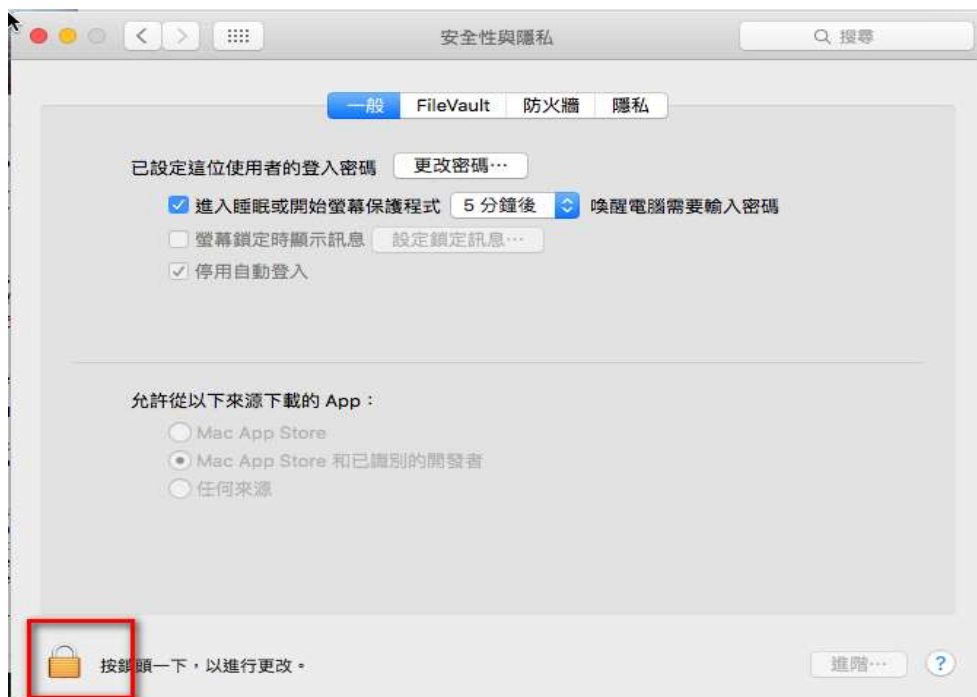 安全性與隱私
搜尋
一般 FileVault 防火牆 隱私
已設定這位使用者的登入密碼 更改密碼⋯
進入睡眠或開始螢幕保護程式 5 分鐘後 喚醒電腦需要輸入密碼
螢幕鎖定時顯示訊息 設定鎖定訊息⋯
停用自動登入
允許從以下來源下載的 App：
Mac App Store
Mac App Store 和已識別的開發者
任何來源
按鎖頭一下，以進行更改。 進階⋯ ?